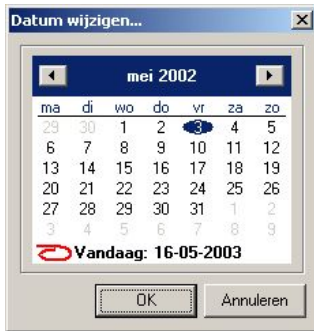 Datum wijzigen...
mei 2002
ma di wo do vr za zo
29 30 1 2 3 4 5
6 7 8 9 10 11 12
13 14 15 16 17 18 19
20 21 22 23 24 25 26
27 28 29 30 31 1 2
3 4 5 6 7 8 9
Vandaag: 16-05-2003
OK Annuleren